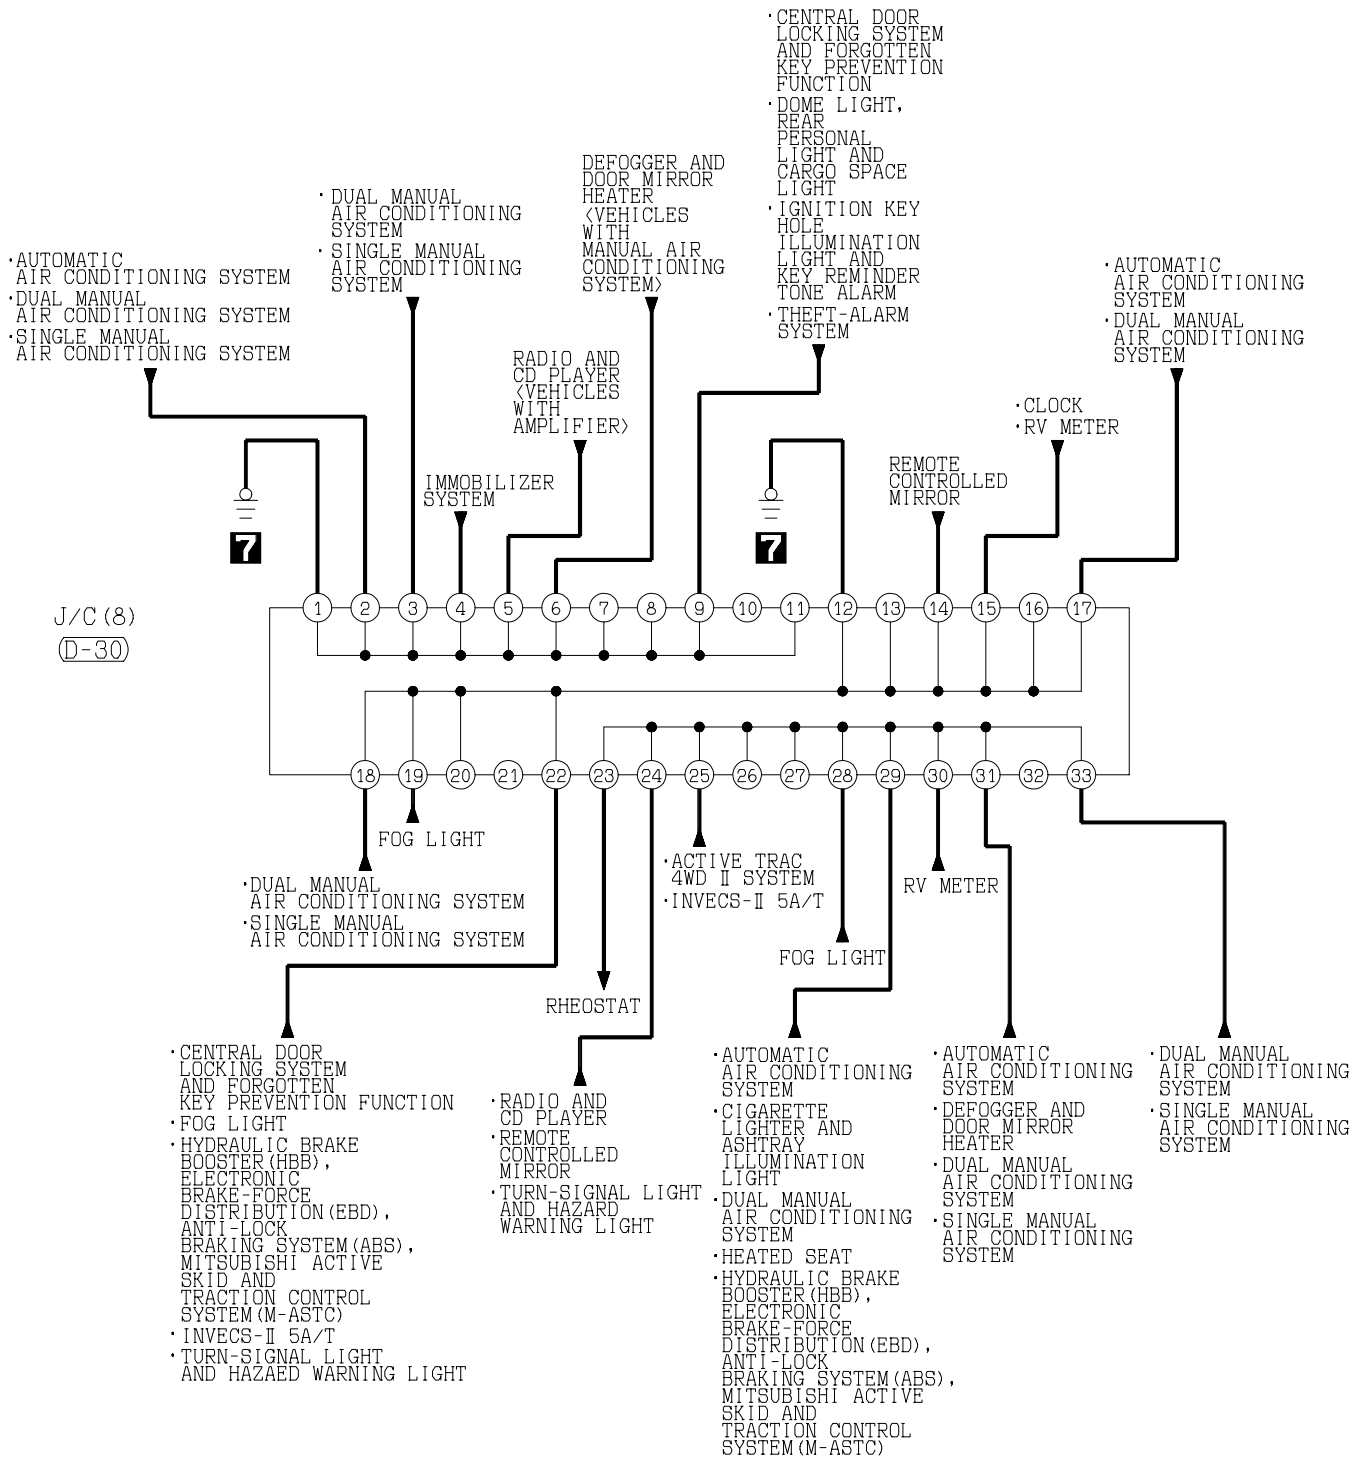 ·CENTRAL DOOR
LOCKING SYSTEM
AND FORGOTTEN
KEY PREVENTION
FUNCTION
·DOME LIGHT,
REAR
PERSONAL
LIGHT AND
CARGO SPACE
LIGHT
·IGNITION KEY
HOLE
ILLUMINATION
LIGHT AND
KEY REMINDER
TONE ALARM
·THEFT-ALARM
SYSTEM
DEFOGGER AND
DOOR MIRROR
HEATER
<VEHICLES
WITH
MANUAL AIR
CONDITIONING
SYSTEM>
·DUAL MANUAL
AIR CONDITIONING
SYSTEM
·SINGLE MANUAL
AIR CONDITIONING
SYSTEM
·AUTOMATIC
AIR CONDITIONING SYSTEM
·DUAL MANUAL
AIR CONDITIONING SYSTEM
·SINGLE MANUAL
AIR CONDITIONING SYSTEM
·AUTOMATIC
AIR CONDITIONING
SYSTEM
·DUAL MANUAL
AIR CONDITIONING
SYSTEM
RADIO AND
CD PLAYER
<VEHICLES
WITH
AMPLIFIER>
·CLOCK
·RV METER
IMMOBILIZER
SYSTEM
REMOTE
CONTROLLED
MIRROR
7
7
J/C(8)
D-30
1 2 3 4 5 6 7 8 9 10 11 12 13 14 15 16 17
18 19 20 21 22 23 24 25 26 27 28 29 30 31 32 33
FOG LIGHT
·DUAL MANUAL
AIR CONDITIONING SYSTEM
·SINGLE MANUAL
AIR CONDITIONING SYSTEM
·ACTIVE TRAC
4WD Ⅱ SYSTEM
·INVECS-Ⅱ 5A/T
RV METER
FOG LIGHT
RHEOSTAT
·CENTRAL DOOR
LOCKING SYSTEM
AND FORGOTTEN
KEY PREVENTION FUNCTION
·FOG LIGHT
·HYDRAULIC BRAKE
BOOSTER(HBB),
ELECTRONIC
BRAKE-FORCE
DISTRIBUTION(EBD),
ANTI-LOCK
BRAKING SYSTEM(ABS),
MITSUBISHI ACTIVE
SKID AND
TRACTION CONTROL
SYSTEM(M-ASTC)
·INVECS-Ⅱ 5A/T
·TURN-SIGNAL LIGHT
AND HAZAED WARNING LIGHT
·RADIO AND
CD PLAYER
·REMOTE
CONTROLLED
MIRROR
·TURN-SIGNAL LIGHT
AND HAZARD
WARNING LIGHT
·AUTOMATIC
AIR CONDITIONING
SYSTEM
·CIGARETTE
LIGHTER AND
ASHTRAY
ILLUMINATION
LIGHT
·DUAL MANUAL
AIR CONDITIONING
SYSTEM
·HEATED SEAT
·HYDRAULIC BRAKE
BOOSTER(HBB),
ELECTRONIC
BRAKE-FORCE
DISTRIBUTION(EBD),
ANTI-LOCK
BRAKING SYSTEM(ABS),
MITSUBISHI ACTIVE
SKID AND
TRACTION CONTROL
SYSTEM(M-ASTC)
·AUTOMATIC
AIR CONDITIONING
SYSTEM
·DEFOGGER AND
DOOR MIRROR
HEATER
·DUAL MANUAL
AIR CONDITIONING
SYSTEM
·SINGLE MANUAL
AIR CONDITIONING
SYSTEM
·DUAL MANUAL
AIR CONDITIONING
SYSTEM
·SINGLE MANUAL
AIR CONDITIONING
SYSTEM